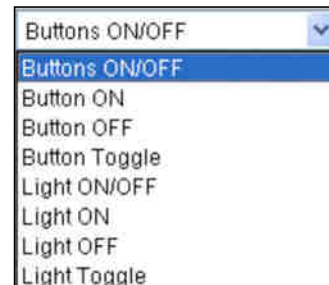 Buttons ON/OFF
Buttons ON/OFF
Button ON
Button OFF
Button Toggle
Light ON/OFF
Light ON
Light OFF
Light Toggle